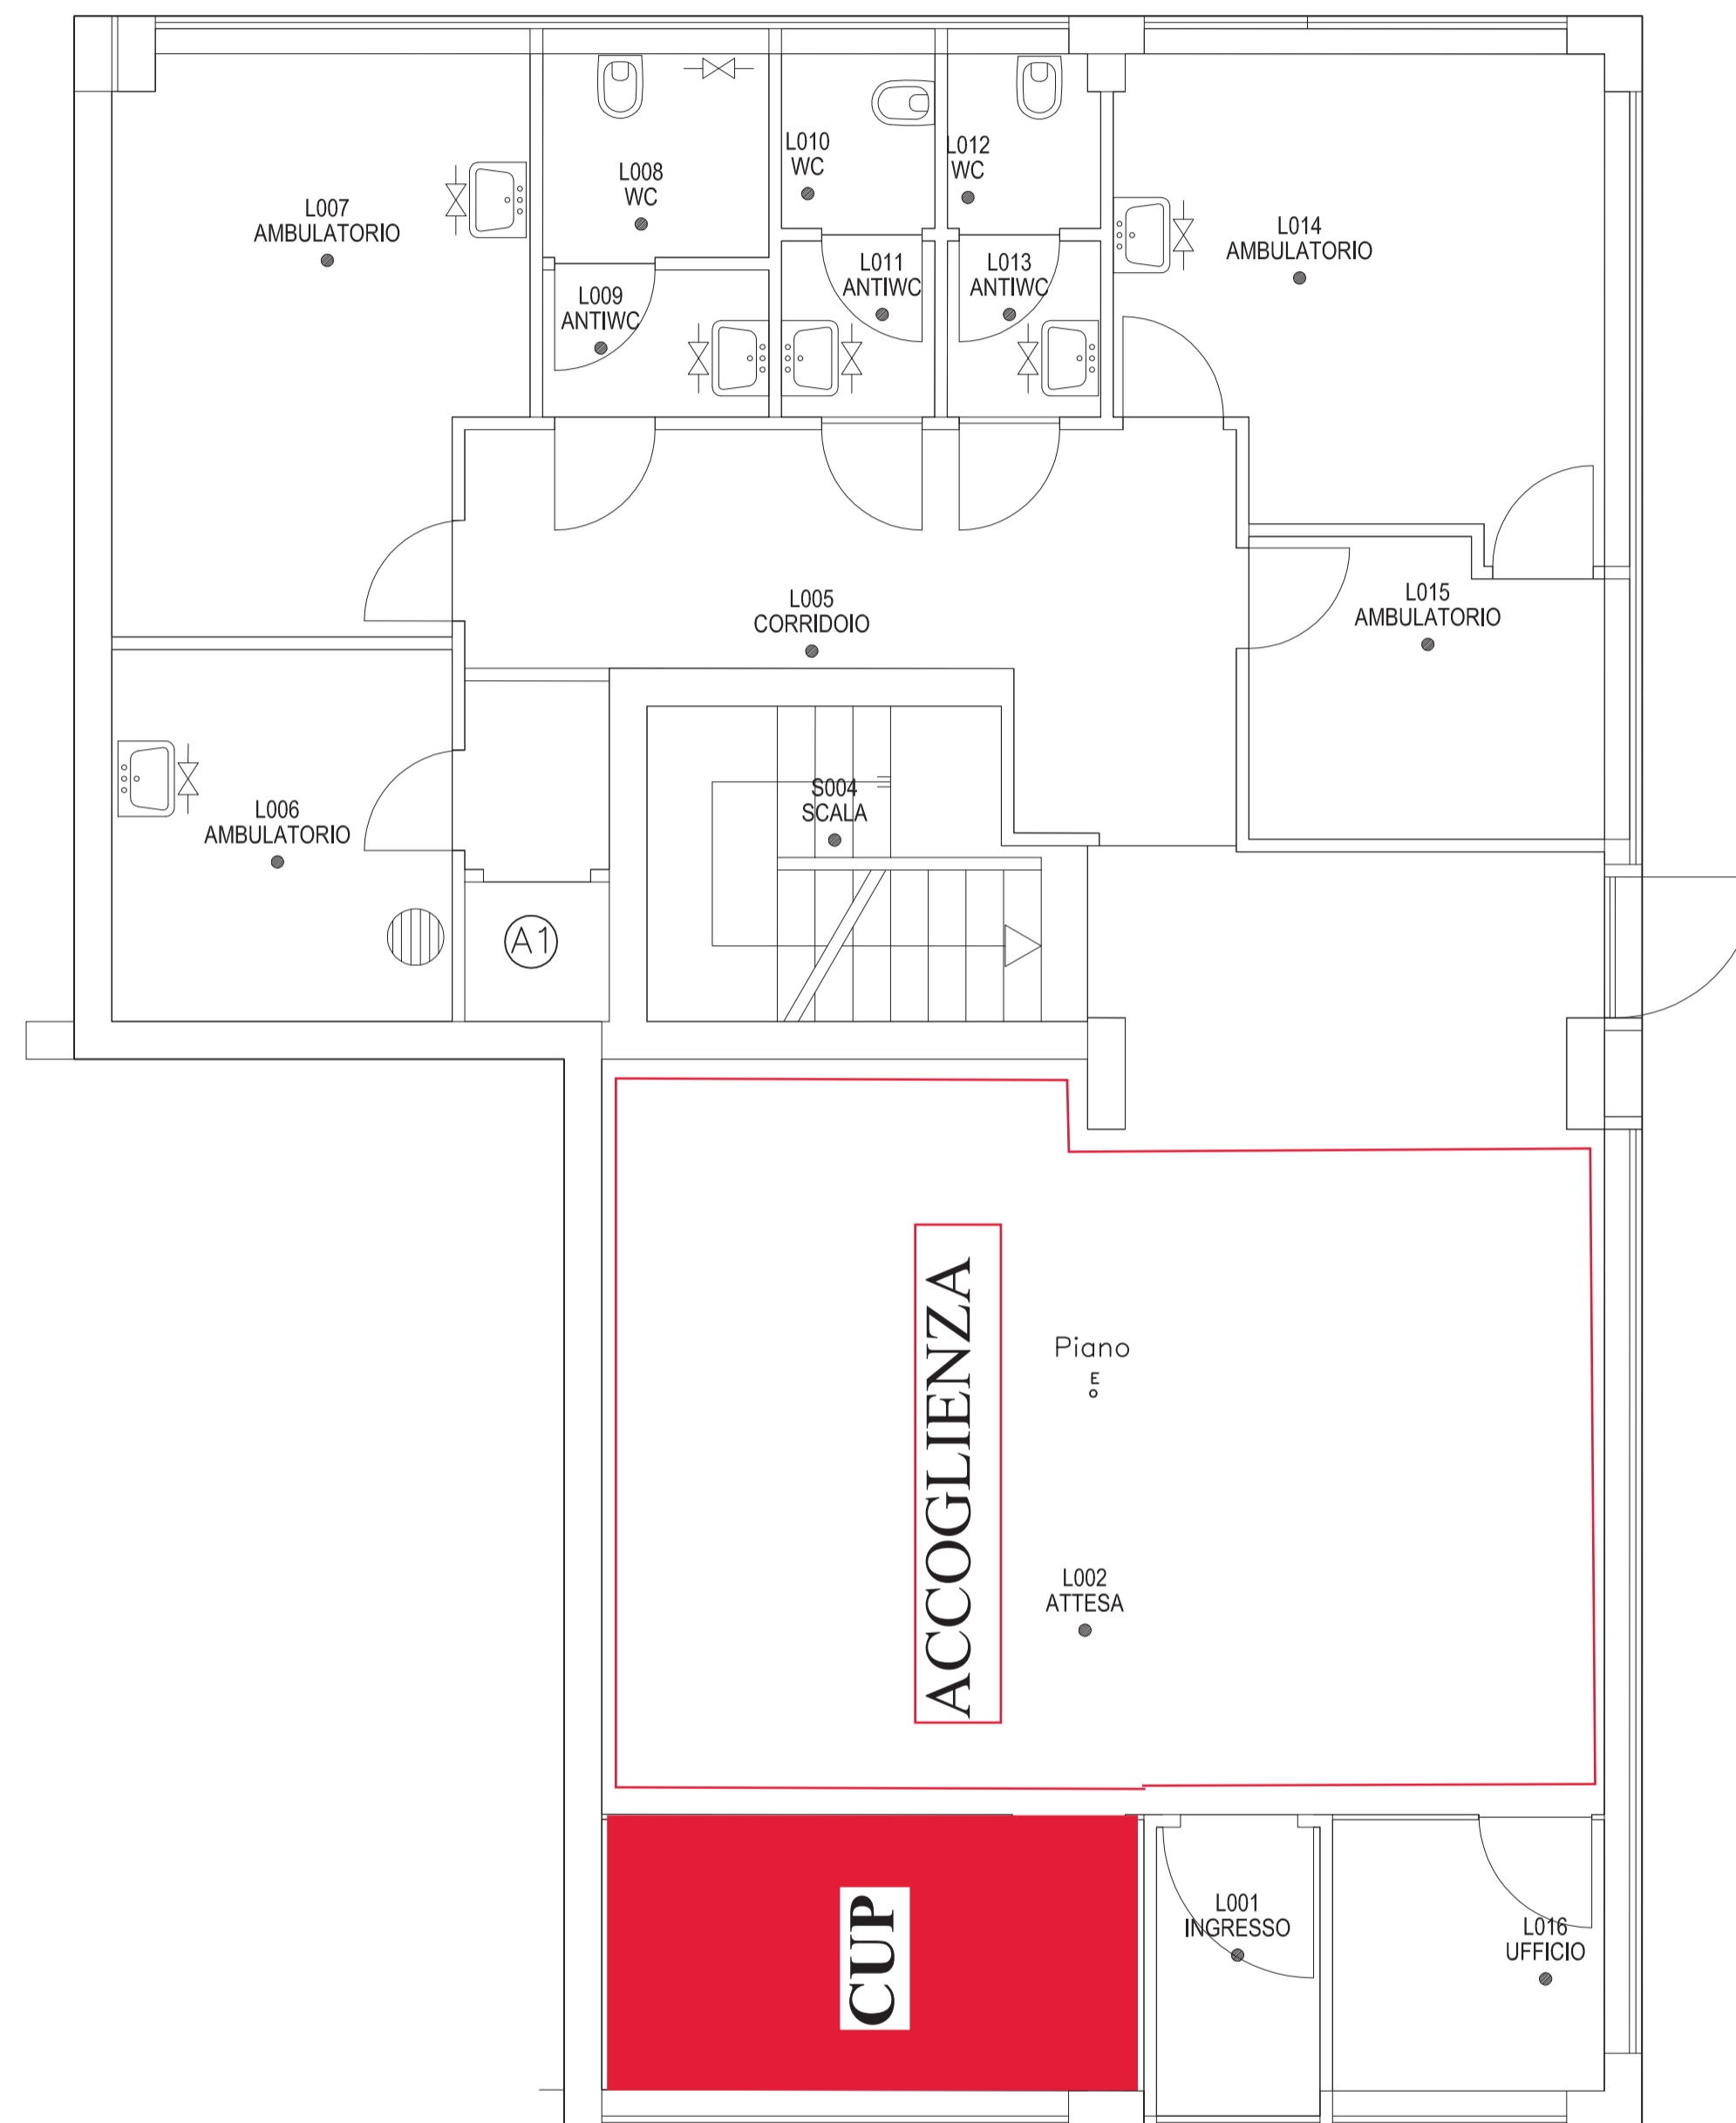 L010
WC
L012
WC
L008
WC
L007
AMBULATORIO
L014
AMBULATORIO
L011
ANTIWC
L013
ANTIWC
L009
ANTIWC
L005
CORRIDOIO
L015
AMBULATORIO
S004
SCALA
L006
AMBULATORIO
A1
ACCOGLIENZA
Piano
E
L002
ATTESA
CUP
L001
INGRESSO
L016
UFFICIO